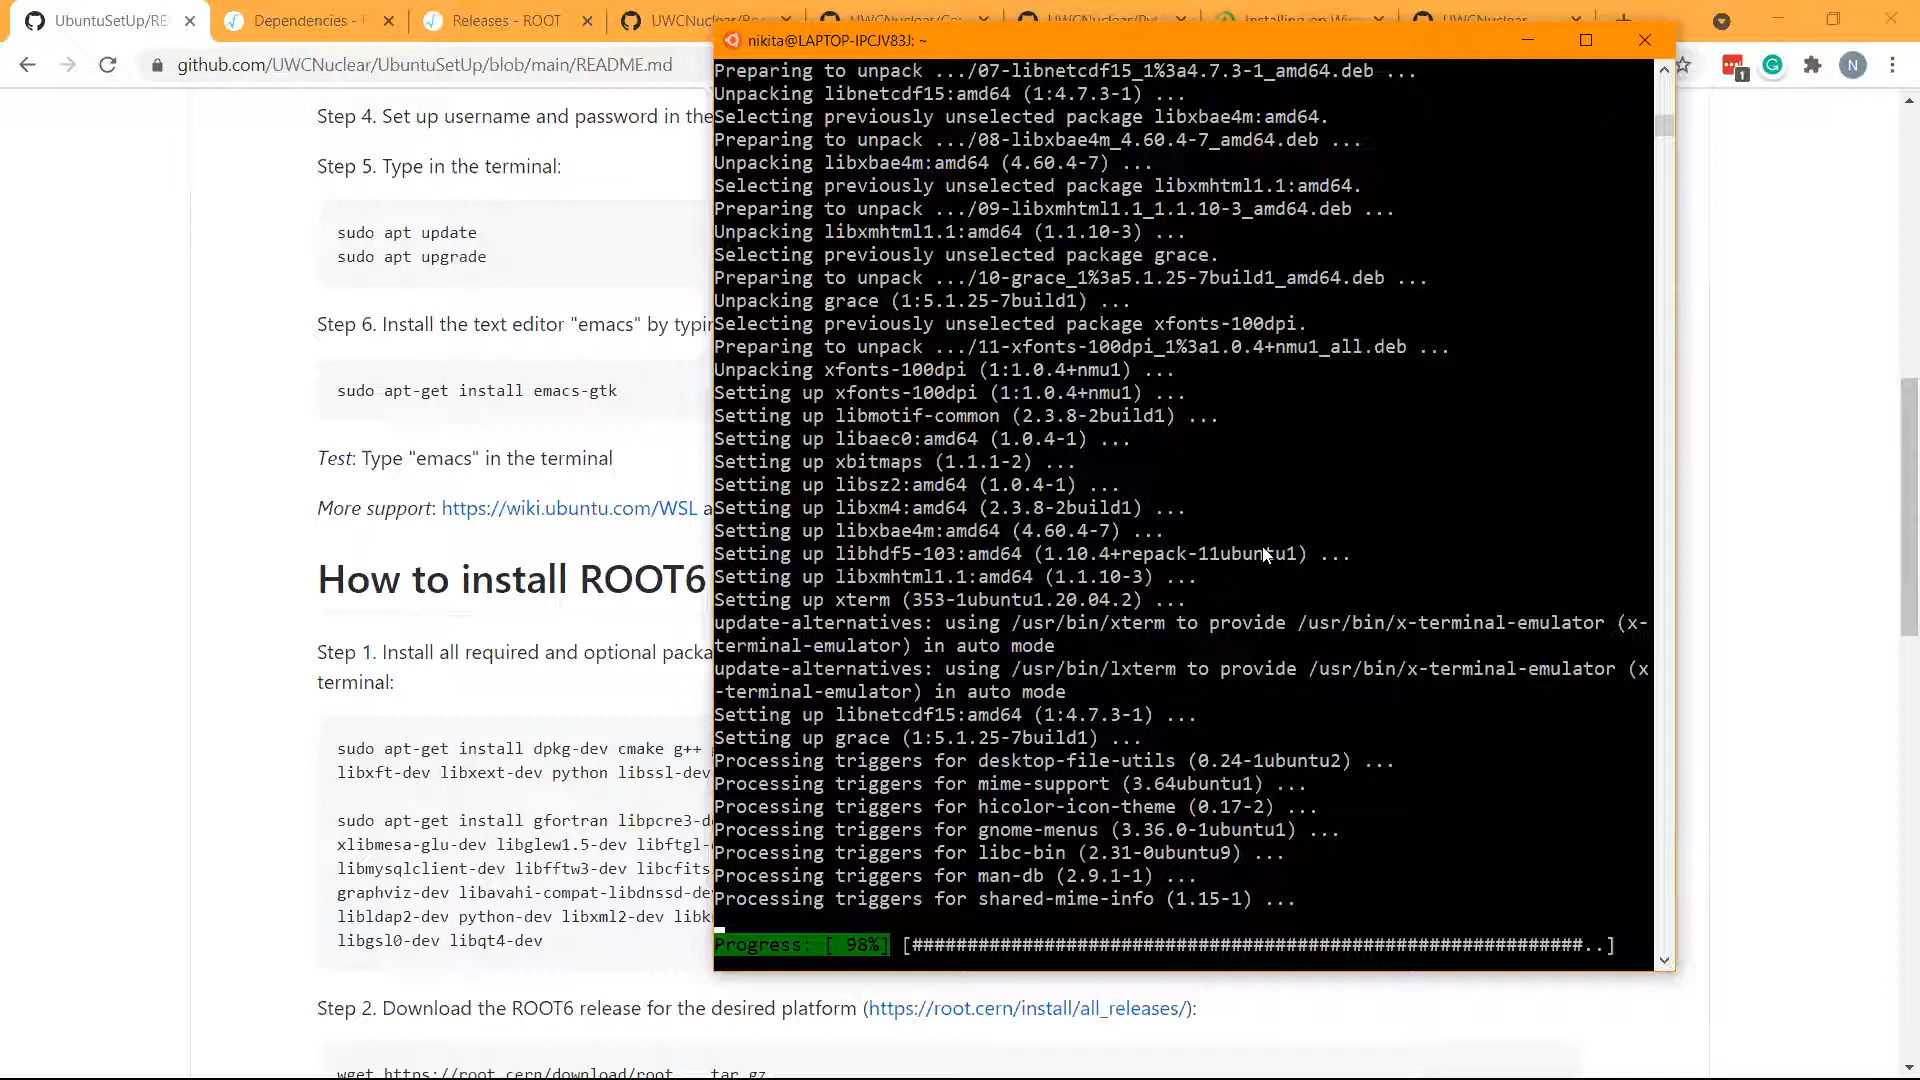 UbuntuSetUp/RE
Dependencies -
Releases - ROOT
nikita@LAPTOP-IPCJV83J: ~
github.com/UWCNuclear/UbuntuSetUp/blob/main/README.md
1
N
Step 4. Set up username and password in the
Step 5. Type in the terminal:
sudo apt update
sudo apt upgrade
Step 6. Install the text editor "emacs" by typin
sudo apt-get install emacs-gtk
Test: Type "emacs" in the terminal
More support: https://wiki.ubuntu.com/WSL a
How to install ROOT6
Step 1. Install all required and optional packa
terminal:
sudo apt-get install dpkg-dev cmake g++
libxft-dev libxext-dev python libssl-dev
sudo apt-get install gfortran libpcre3-de
xlibmesa-glu-dev libglew1.5-dev libftgl-
libmysqlclient-dev libfftw3-dev libcfits
graphviz-dev libavahi-compat-libdnssd-de
libldap2-dev python-dev libxml2-dev libk
libgsl0-dev libqt4-dev
Step 2. Download the ROOT6 release for the desired platform (https://root.cern/install/all_releases/):
wget https://root.cern/download/root tar.gz
Preparing to unpack .../07-libnetcdf15_1%3a4.7.3-1_amd64.deb ...
Unpacking libnetcdf15:amd64 (1:4.7.3-1) ...
Selecting previously unselected package libxbae4m:amd64.
Preparing to unpack .../08-libxbae4m_4.60.4-7_amd64.deb ...
Unpacking libxbae4m:amd64 (4.60.4-7) ...
Selecting previously unselected package libxmhtml1.1:amd64.
Preparing to unpack .../09-libxmhtml1.1_1.1.10-3_amd64.deb ...
Unpacking libxmhtml1.1:amd64 (1.1.10-3) ...
Selecting previously unselected package grace.
Preparing to unpack .../10-grace_1%3a5.1.25-7build1_amd64.deb ...
Unpacking grace (1:5.1.25-7build1) ...
Selecting previously unselected package xfonts-100dpi.
Preparing to unpack .../11-xfonts-100dpi_1%3a1.0.4+nmu1_all.deb ...
Unpacking xfonts-100dpi (1:1.0.4+nmu1) ...
Setting up xfonts-100dpi (1:1.0.4+nmu1) ...
Setting up libmotif-common (2.3.8-2build1) ...
Setting up libaec0:amd64 (1.0.4-1) ...
Setting up xbitmaps (1.1.1-2) ...
Setting up libsz2:amd64 (1.0.4-1) ...
Setting up libxm4:amd64 (2.3.8-2build1) ...
Setting up libxbae4m:amd64 (4.60.4-7) ...
Setting up libhdf5-103:amd64 (1.10.4+repack-11ubuntu1) ...
Setting up libxmhtml1.1:amd64 (1.1.10-3) ...
Setting up xterm (353-1ubuntu1.20.04.2) ...
update-alternatives: using /usr/bin/xterm to provide /usr/bin/x-terminal-emulator (x-
terminal-emulator) in auto mode
update-alternatives: using /usr/bin/lxterm to provide /usr/bin/x-terminal-emulator (x
-terminal-emulator) in auto mode
Setting up libnetcdf15:amd64 (1:4.7.3-1) ...
Setting up grace (1:5.1.25-7build1) ...
Processing triggers for desktop-file-utils (0.24-1ubuntu2) ...
Processing triggers for mime-support (3.64ubuntu1) ...
Processing triggers for hicolor-icon-theme (0.17-2) ...
Processing triggers for gnome-menus (3.36.0-1ubuntu1) ...
Processing triggers for libc-bin (2.31-0ubuntu9) ...
Processing triggers for man-db (2.9.1-1) ...
Processing triggers for shared-mime-info (1.15-1) ...
Progress: [ 98%] [#############################################################..]